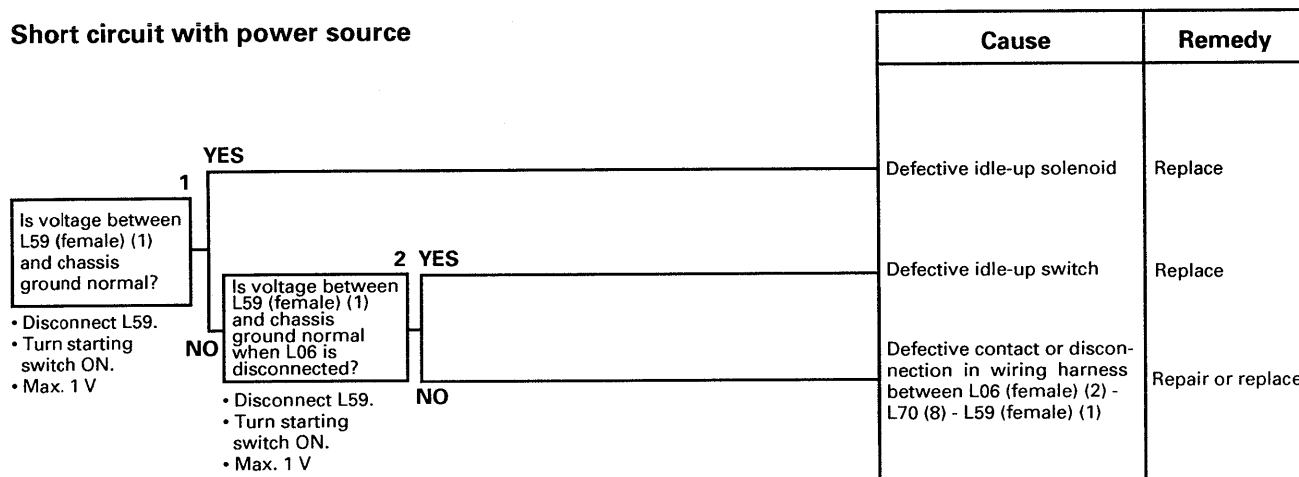 Short circuit with power source
Cause
Remedy
YES
1
Is voltage between
L59 (female) (1)
and chassis
ground normal?
• Disconnect L59.
• Turn starting
switch ON.
• Max. 1 V
NO
2 YES
Is voltage between
L59 (female) (1)
and chassis
ground normal
when L06 is
disconnected?
• Disconnect L59.
• Turn starting
switch ON.
• Max. 1 V
NO
Defective idle-up solenoid
Replace
Defective idle-up switch
Replace
Defective contact or discon-
nection in wiring harness
between L06 (female) (2) -
L70 (8) - L59 (female) (1)
Repair or replace